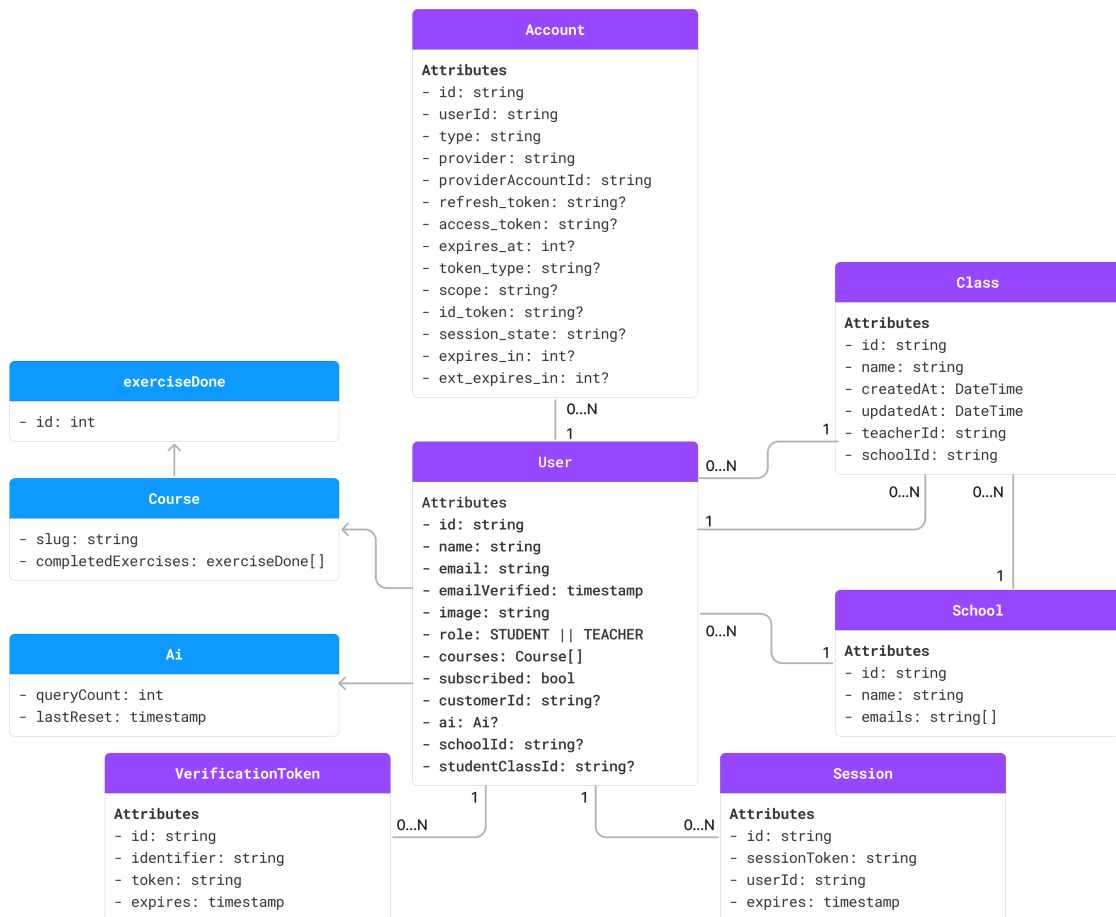 Account
Attributes
- id: string
- userId: string
- type: string
- provider: string
- providerAccountId: string
- refresh_token: string?
- access_token: string?
- expires_at: int?
- token_type: string?
- scope: string?
- id_token: string?
- session_state: string?
- expires_in: int?
- ext_expires_in: int?
0...N
1
Class
Attributes
- id: string
- name: string
- createdAt: DateTime
- updatedAt: DateTime
- teacherId: string
- schoolId: string
exerciseDone
- id: int
Course
- slug: string
- completedExercises: exerciseDone[]
User
Attributes
- id: string
- name: string
- email: string
- emailVerified: timestamp
- image: string
- role: STUDENT || TEACHER
- courses: Course[]
- subscribed: bool
- customerId: string?
- ai: Ai?
- schoolId: string?
- studentClassId: string?
0...N
1
1
0...N
0...N
1
0...N
1
School
Attributes
- id: string
- name: string
- emails: string[]
Ai
- queryCount: int
- lastReset: timestamp
VerificationToken
Attributes
- id: string
- identifier: string
- token: string
- expires: timestamp
1
0...N
1
0...N
Session
Attributes
- id: string
- sessionToken: string
- userId: string
- expires: timestamp